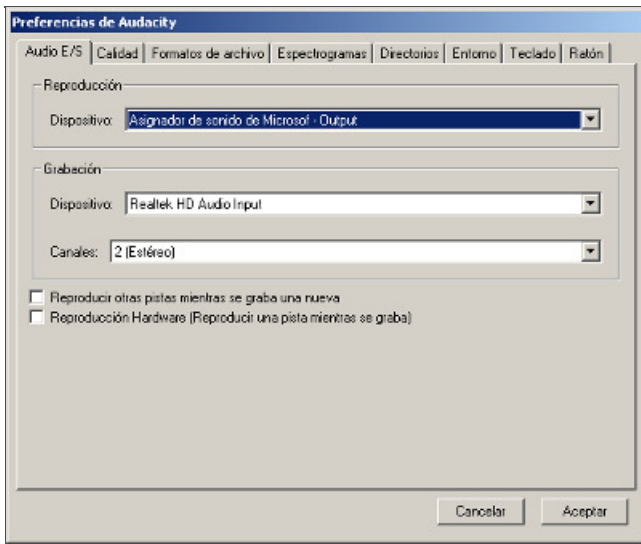 Preferencias de Audacity
Audio E/S Calidad Formatos de archivo Espectrogramas Directorios Entorno Teclado Ratón
Reproducción
Dispositivo: Asignador de sonido de Microsof - Output
Grabación
Dispositivo: Realtek HD Audio Input
Canales: 2 (Estéreo)
Reproducir otras pistas mientras se graba una nueva
Reproducción Hardware (Reproducir una pista mientras se graba)
Cancelar Aceptar